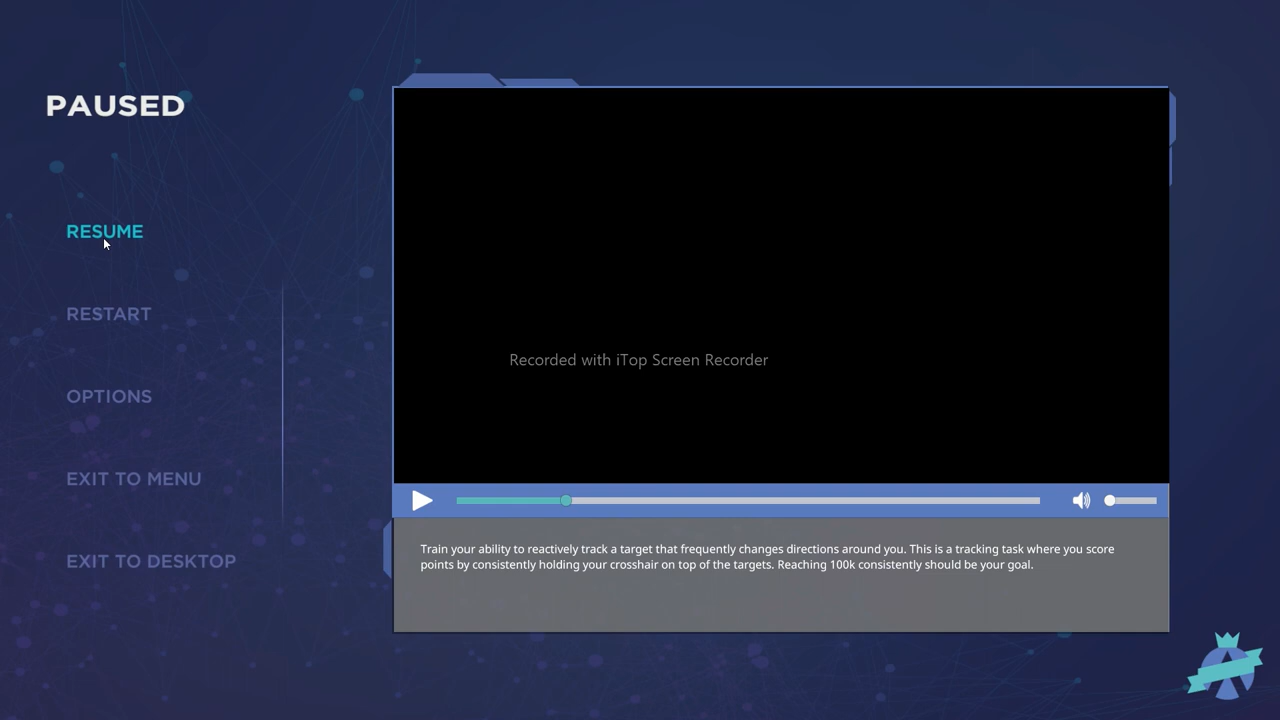 PAUSED
RESUME
RESTART
OPTIONS
EXIT TO MENU
EXIT TO DESKTOP
Recorded with iTop Screen Recorder
Train your ability to reactively track a target that frequently changes directions around you. This is a tracking task where you score
points by consistently holding your crosshair on top of the targets. Reaching 100k consistently should be your goal.